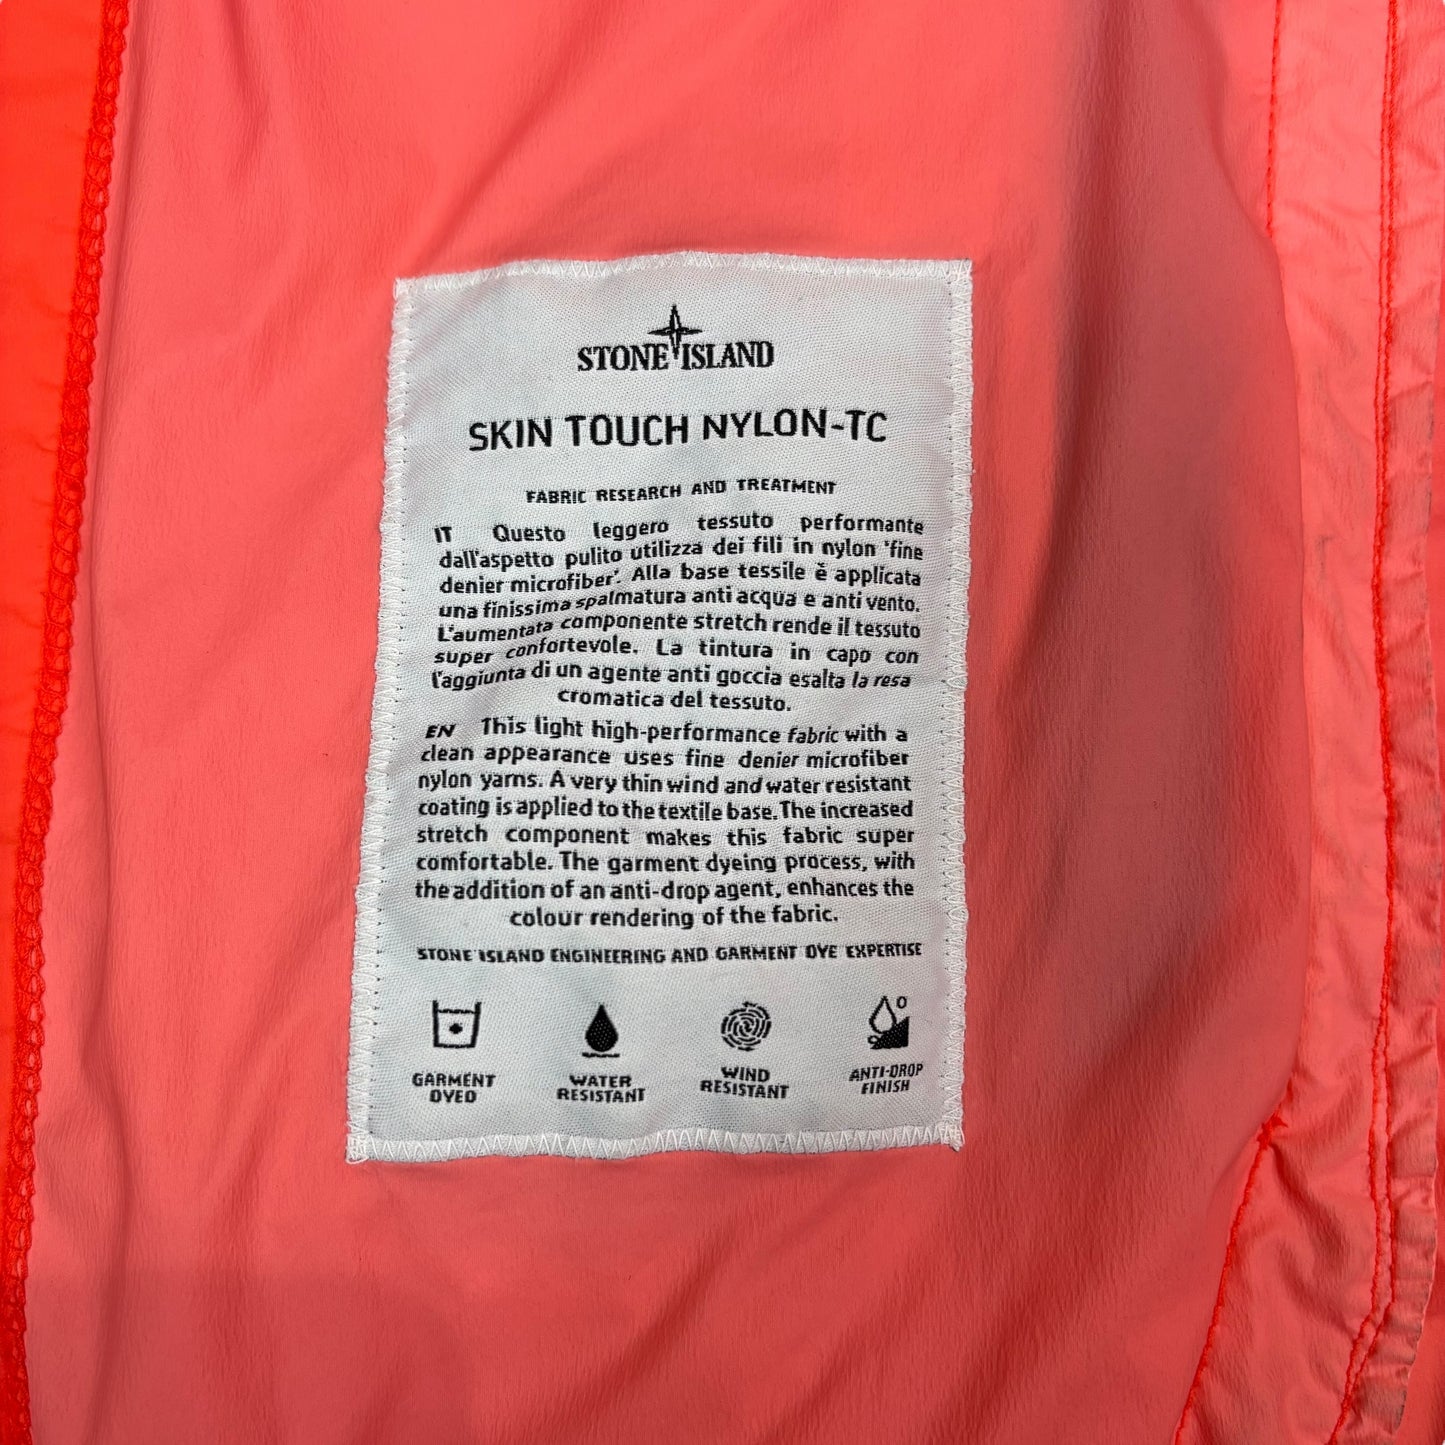 STONE ISLAND
SKIN TOUCH NYLON-TC
FABRIC RESEARCH AND TREATMENT
IT Questo leggero tessuto performante
dall'aspetto pulito utilizza dei fili in nylon 'fine
denier microfiber'. Alla base tessile è applicata
una finissima spalmatura anti acqua e anti vento.
L'aumentata componente stretch rende il tessuto
super confortevole. La tintura in capo con
l'aggiunta di un agente anti goccia esalta la resa
cromatica del tessuto.
EN This light high-performance fabric with a
clean appearance uses fine denier microfiber
nylon yarns. A very thin wind and water resistant
coating is applied to the textile base. The increased
stretch component makes this fabric super
comfortable. The garment dyeing process, with
the addition of an anti-drop agent, enhances the
colour rendering of the fabric.
STONE ISLAND ENGINEERING AND GARMENT DYE EXPERTISE
GARMENT
DYED
WATER
RESISTANT
WIND
RESISTANT
ANTI-DROP
FINISH